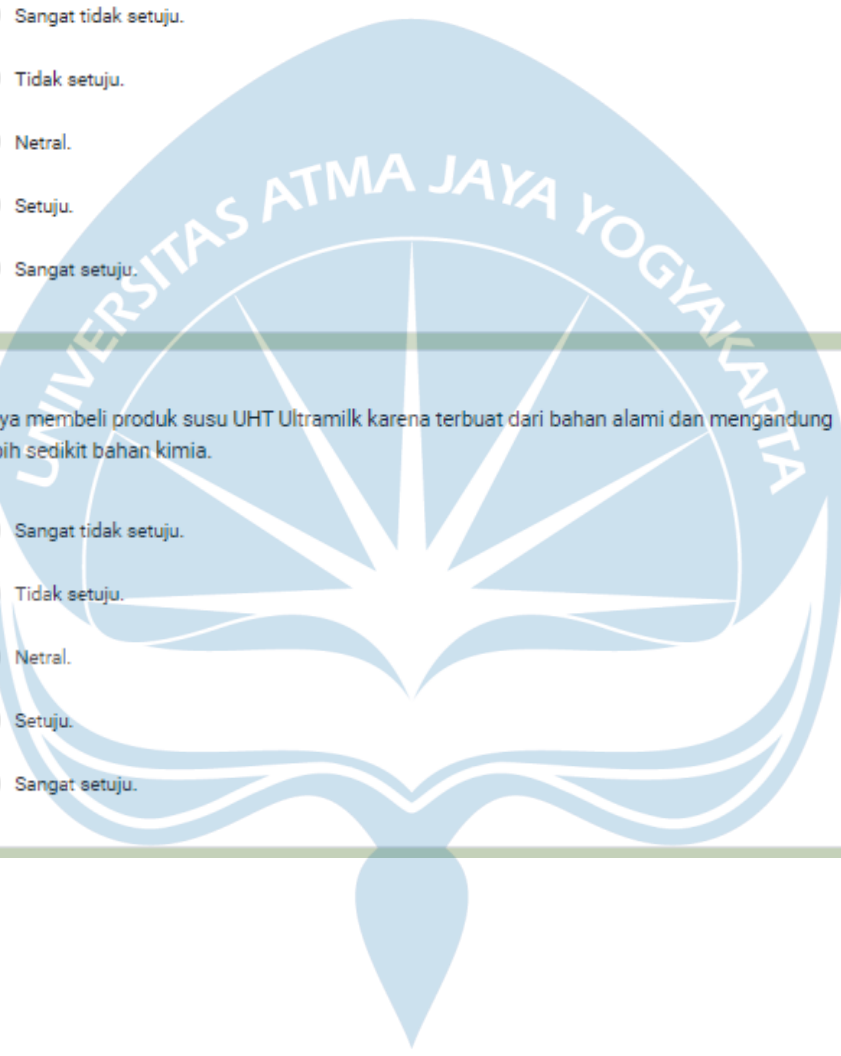 Sangat tidak setuju.
Tidak setuju.
Netral.
Setuju.
Sangat setuju.
UNIVERSITAS ATMA JAYA YOGYAKARTA
ya membeli produk susu UHT Ultramilk karena terbuat dari bahan alami dan mengandung
bih sedikit bahan kimia.
Sangat tidak setuju.
Tidak setuju.
Netral.
Setuju.
Sangat setuju.